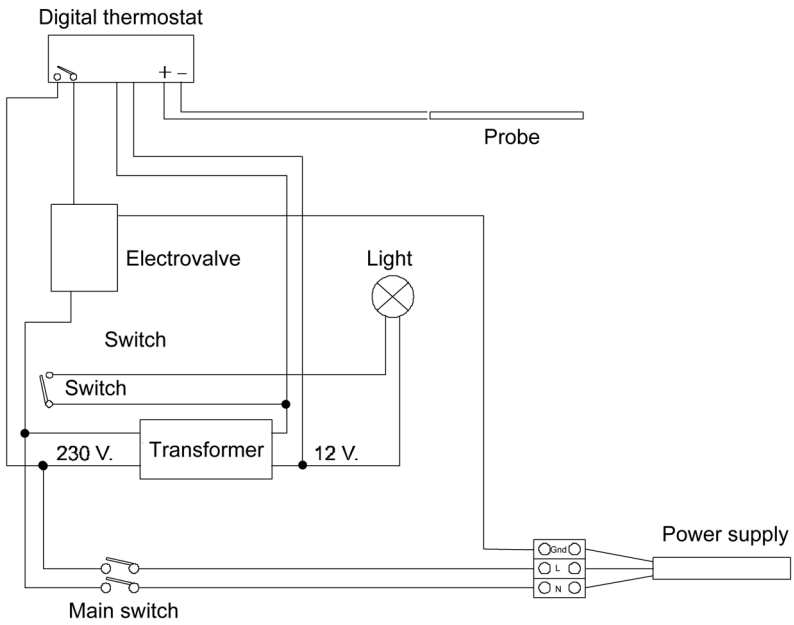 Digital thermostat
+ −
Probe
Electrovalve
Light
Switch
Switch
230 V.
Transformer
12 V.
Power supply
Gnd
L
N
Main switch